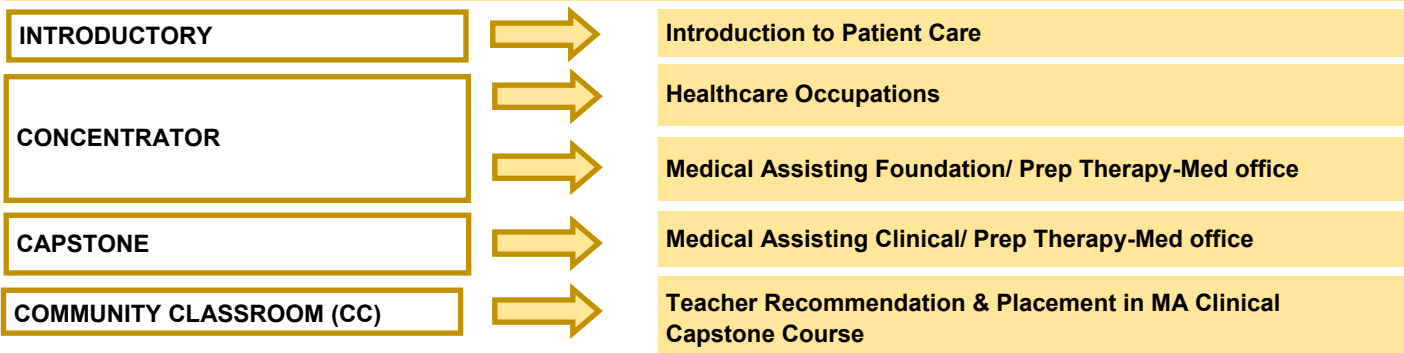 INTRODUCTORY
Introduction to Patient Care
CONCENTRATOR
Healthcare Occupations
Medical Assisting Foundation/ Prep Therapy-Med office
CAPSTONE
Medical Assisting Clinical/ Prep Therapy-Med office
COMMUNITY CLASSROOM (CC)
Teacher Recommendation & Placement in MA Clinical
Capstone Course